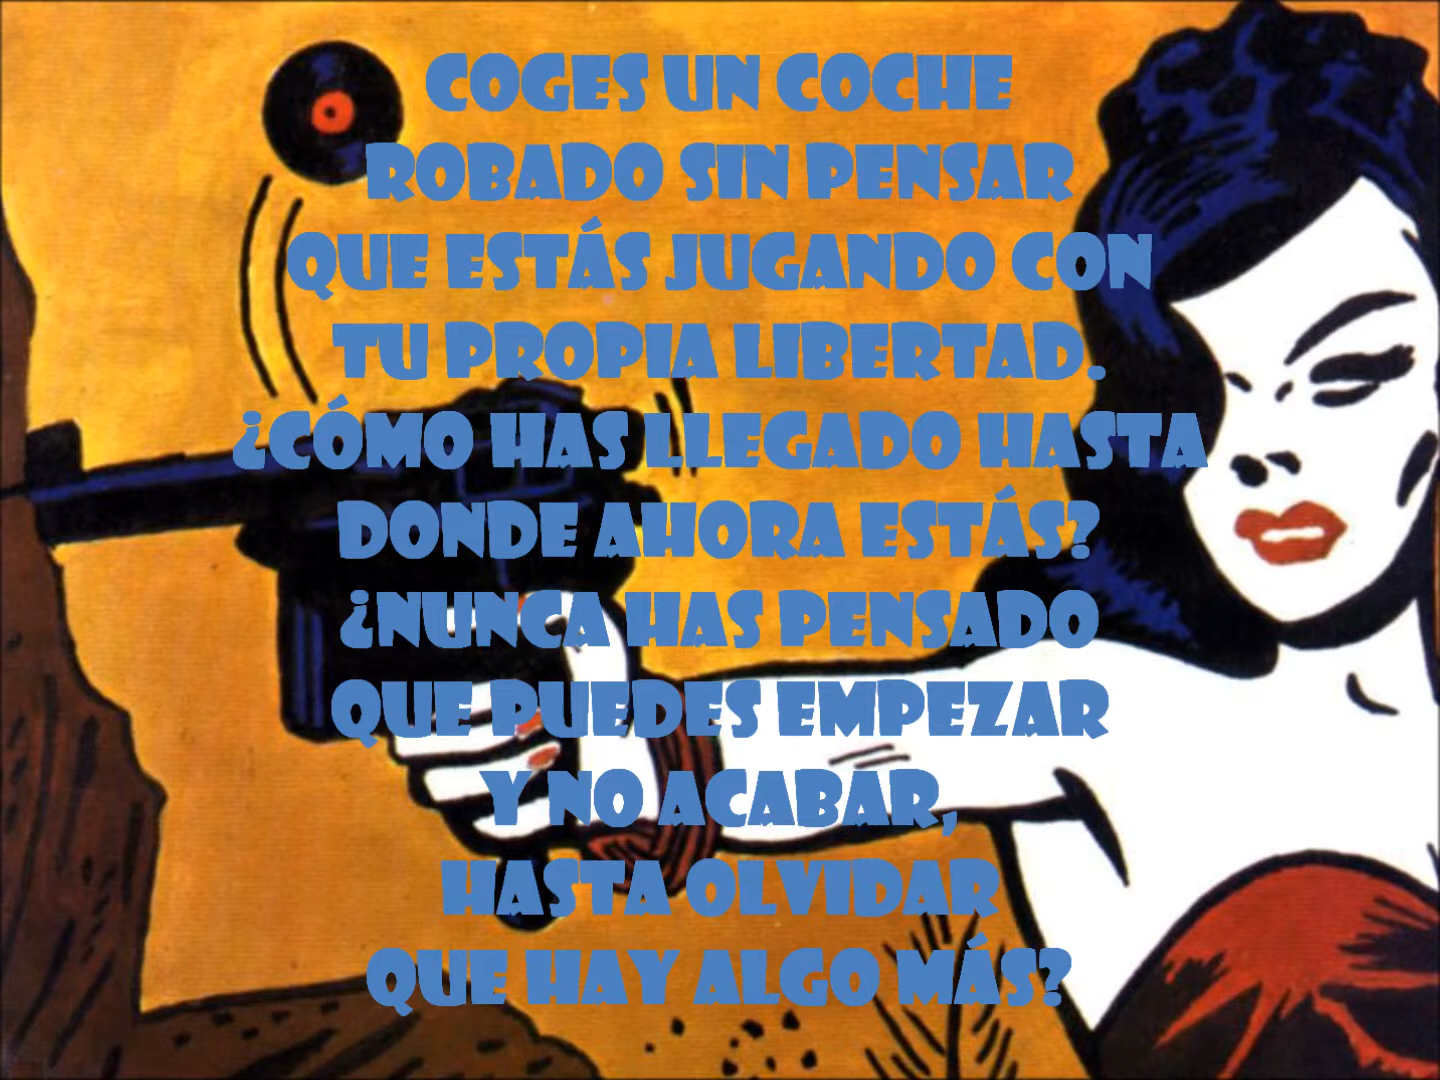 COGES UN COCHE
ROBADO SIN PENSAR
QUE ESTÁS JUGANDO CON
TU PROPIA LIBERTAD.
¿CÓMO HAS LLEGADO HASTA
DONDE AHORA ESTÁS?
¿NUNCA HAS PENSADO
QUE PUEDES EMPEZAR
Y NO ACABAR,
HASTA OLVIDAR
QUE HAY ALGO MÁS?